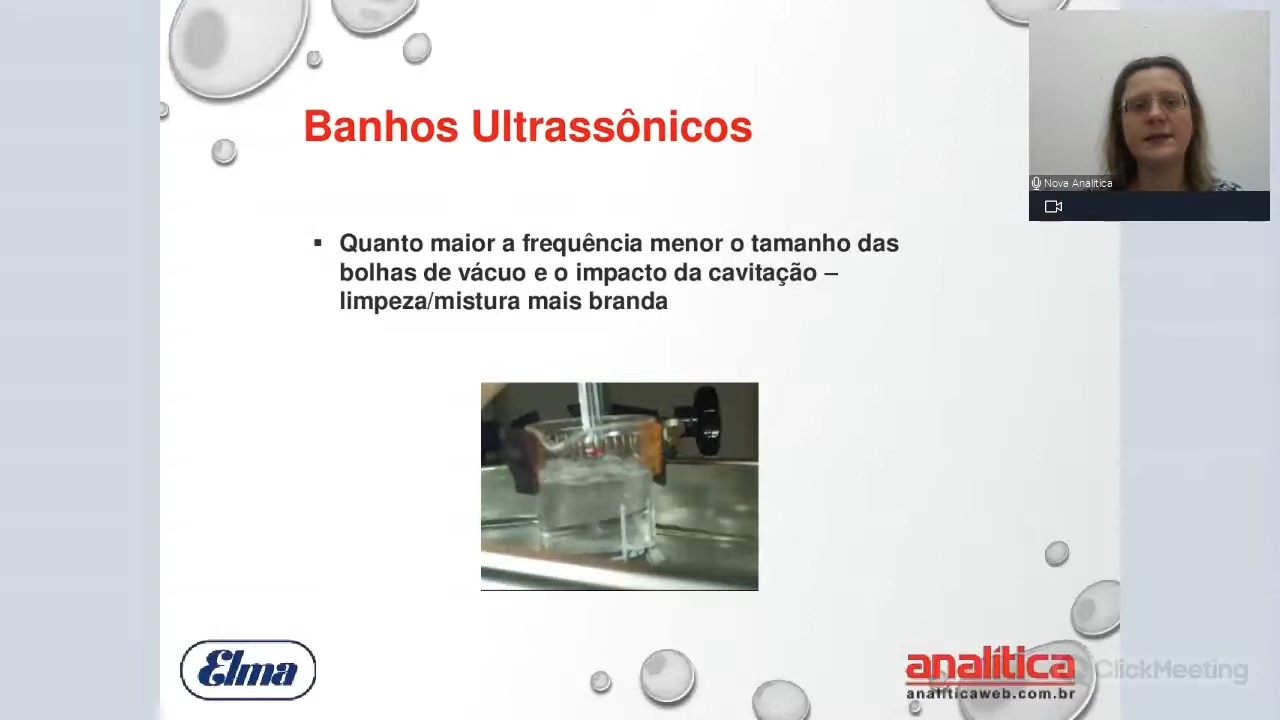 Banhos Ultrassônicos
Nova Analitica
▪ Quanto maior a frequência menor o tamanho das
bolhas de vácuo e o impacto da cavitação –
limpeza/mistura mais branda
Elma
analítica
analiticaweb.com.br
ClickMeeting